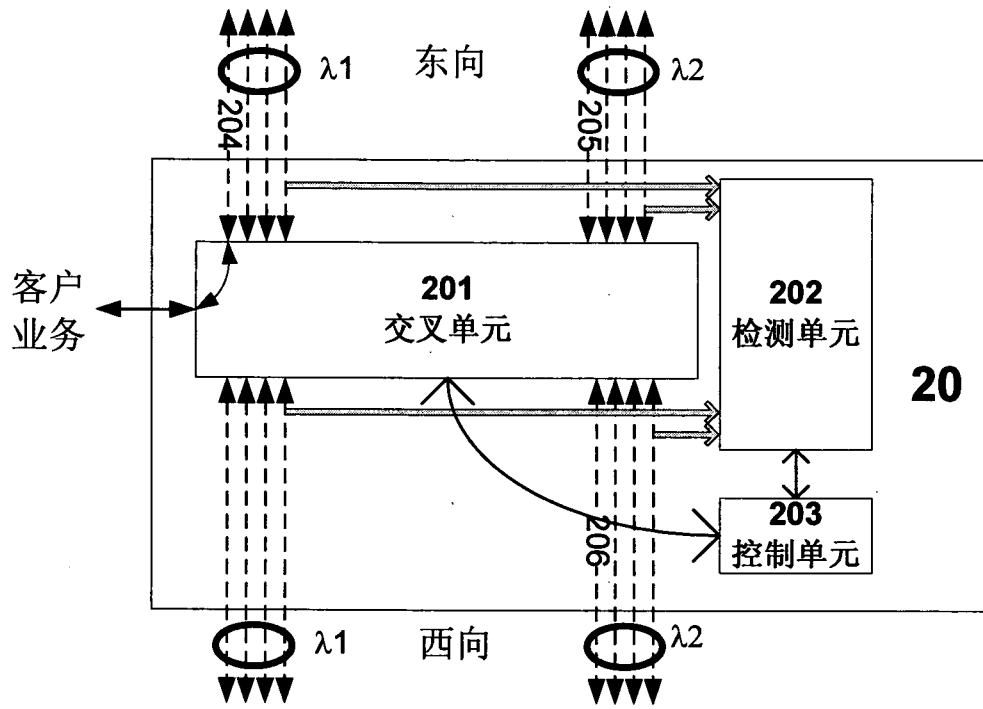 λ1
东向
λ2
204
205
客户
业务
201
交叉单元
202
检测单元
20
203
控制单元
206
λ1
西向
λ2